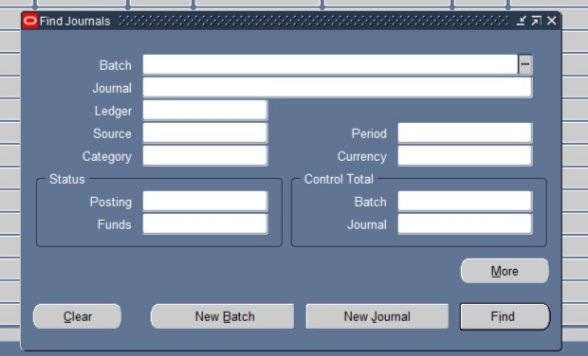 Find Journals
Batch
Journal
Ledger
Source Period
Category Currency
Status Control Total
Posting Batch
Funds Journal
More
Clear New Batch New Journal Find